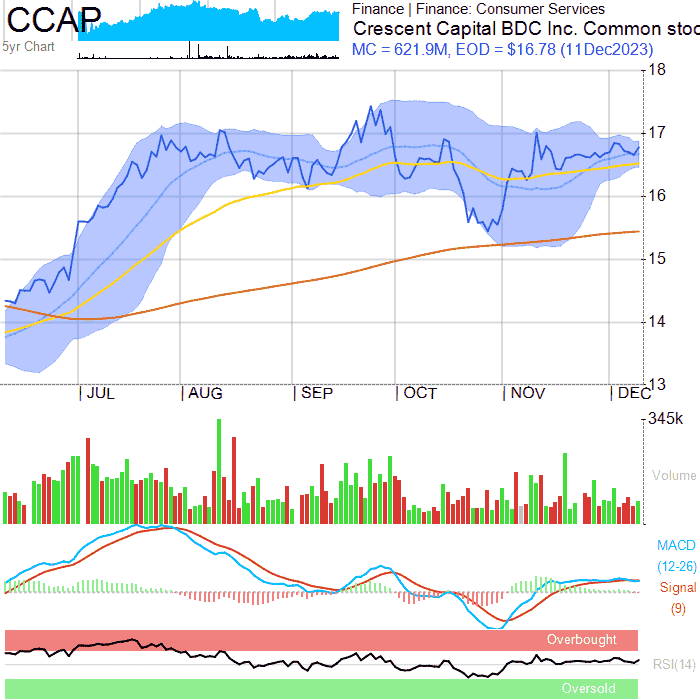 CCAP
5yr Chart
Finance | Finance: Consumer Services
Crescent Capital BDC Inc. Common stoc
MC = 621.9M, EOD = $16.78 (11Dec2023)
18
17
16
15
14
13
| JUL | AUG | SEP | OCT | NOV | DEC
345k
Volume
MACD
(12-26)
Signal
(9)
Overbought
RSI(14)
Oversold